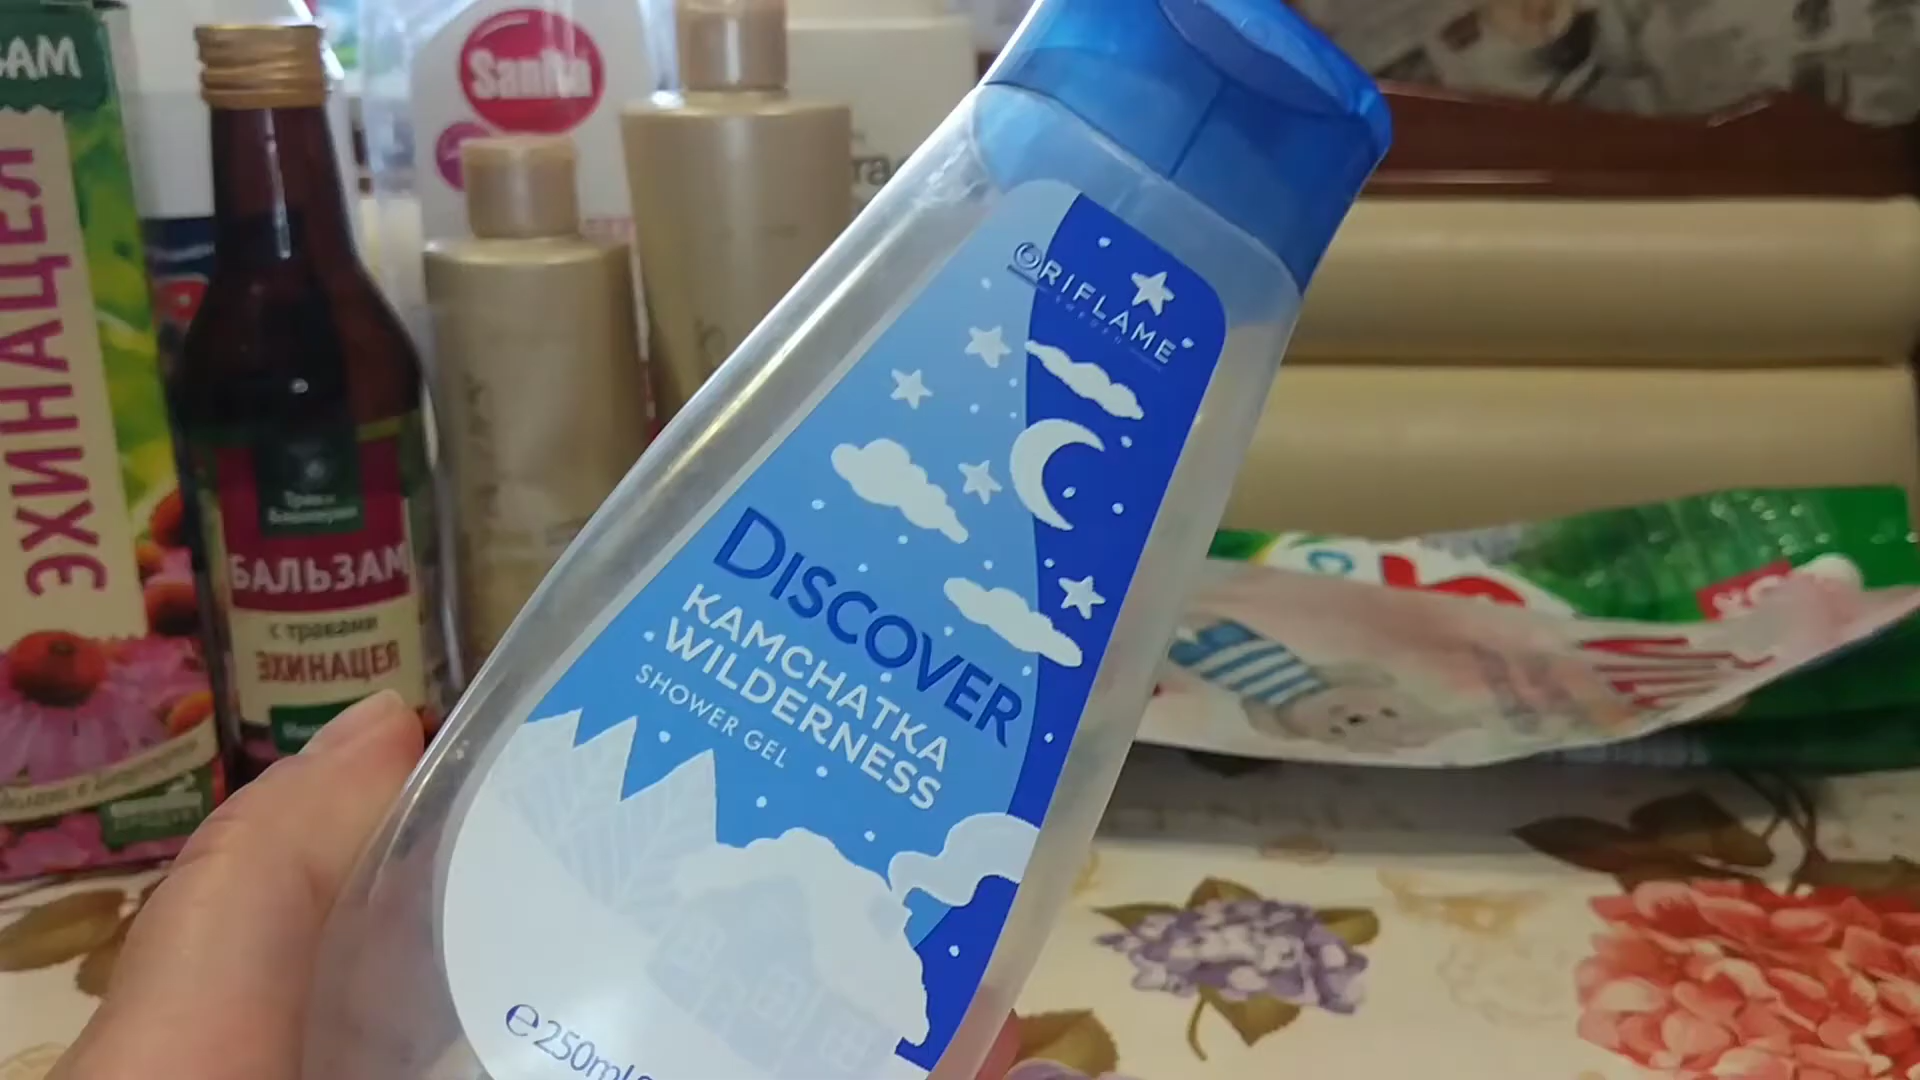 ORIFLAME
SWEDEN
DISCOVER
KAMCHATKA
WILDERNESS
SHOWER GEL
e 250ml
ЭХИНАЦЕЯ
БАЛЬЗАМ
с травами
ЭХИНАЦЕЯ
Sanita